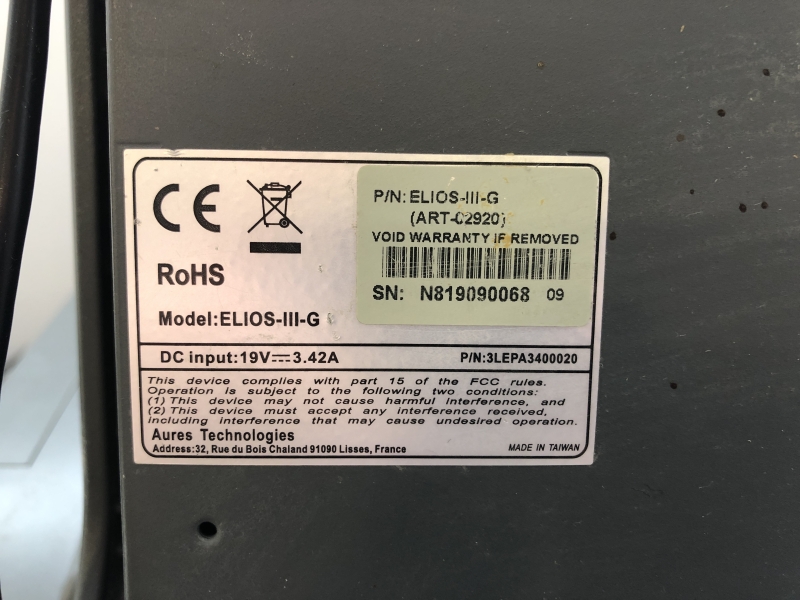 CE
P/N: ELIOS-III-G
(ART-02920)
VOID WARRANTY IF REMOVED
SN: N819090068 09
RoHS
Model:ELIOS-III-G
DC input:19V⎓3.42A
P/N:3LEPA3400020
This device complies with part 15 of the FCC rules.
Operation is subject to the following two conditions:
(1) This device may not cause harmful interference, and
(2) This device must accept any interference received,
including interference that may cause undesired operation.
Aures Technologies
Address:32, Rue du Bois Chaland 91090 Lisses, France
MADE IN TAIWAN